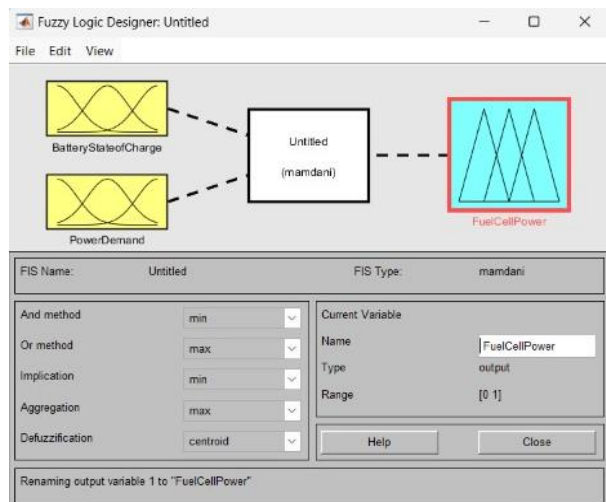 Fuzzy Logic Designer: Untitled
File Edit View
BatteryStateofCharge
Untitled
(mamdani)
PowerDemand
FuelCellPower
FIS Name: Untitled FIS Type: mamdani
And method min
Or method max
Implication min
Aggregation max
Defuzzification centroid
Current Variable
Name FuelCellPower
Type output
Range [0 1]
Help Close
Renaming output variable 1 to "FuelCellPower"